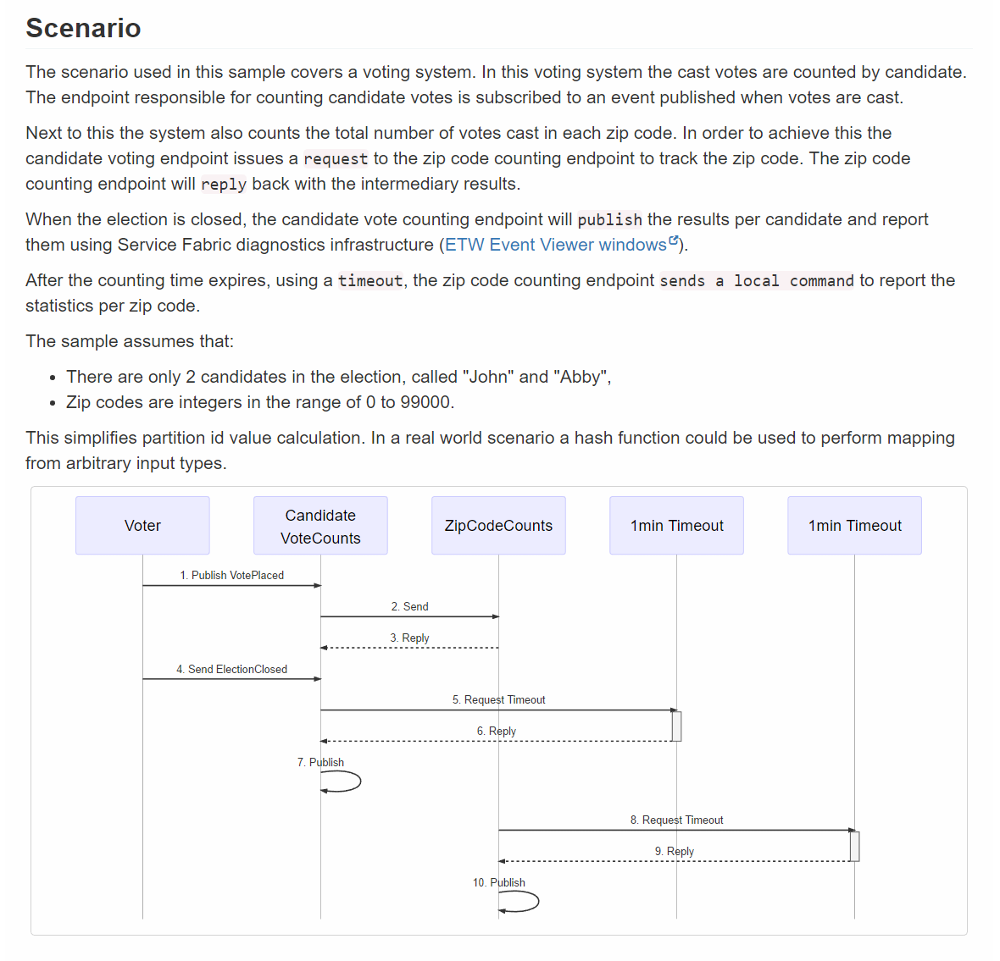 Scenario
The scenario used in this sample covers a voting system. In this voting system the cast votes are counted by candidate.
The endpoint responsible for counting candidate votes is subscribed to an event published when votes are cast.
Next to this the system also counts the total number of votes cast in each zip code. In order to achieve this the
candidate voting endpoint issues a request to the zip code counting endpoint to track the zip code. The zip code
counting endpoint will reply back with the intermediary results.
When the election is closed, the candidate vote counting endpoint will publish the results per candidate and report
them using Service Fabric diagnostics infrastructure (ETW Event Viewer windows).
After the counting time expires, using a timeout, the zip code counting endpoint sends a local command to report the
statistics per zip code.
The sample assumes that:
• There are only 2 candidates in the election, called "John" and "Abby",
• Zip codes are integers in the range of 0 to 99000.
This simplifies partition id value calculation. In a real world scenario a hash function could be used to perform mapping
from arbitrary input types.
Voter
Candidate
VoteCounts
ZipCodeCounts
1min Timeout
1min Timeout
1. Publish VotePlaced
2. Send
3. Reply
4. Send ElectionClosed
5. Request Timeout
6. Reply
7. Publish
8. Request Timeout
9. Reply
10. Publish